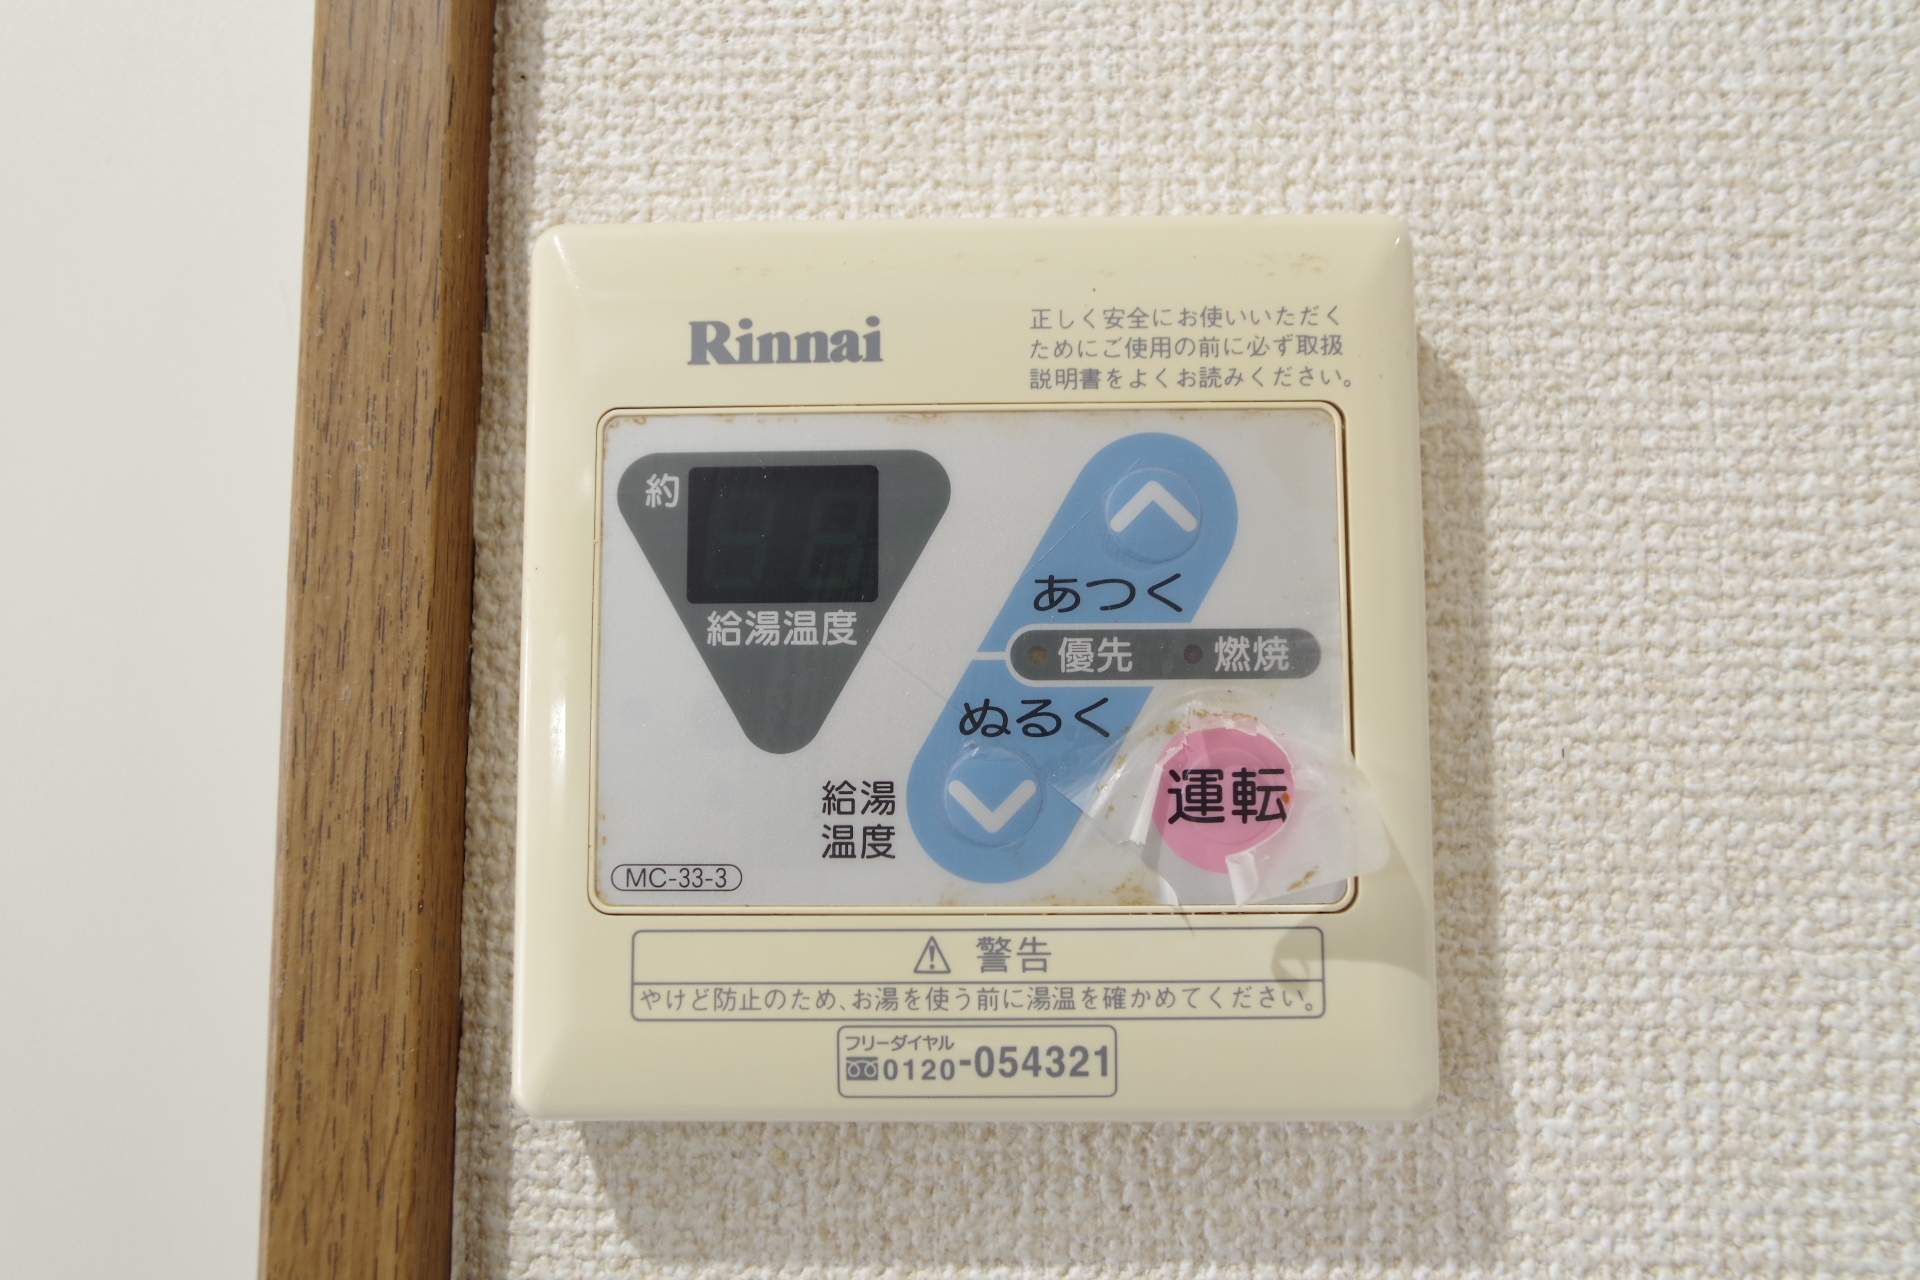 Rinnai
正しく安全にお使いいただく
ためにご使用の前に必ず取扱
説明書をよくお読みください。
約
給湯温度
あつく
優先 燃焼
ぬるく
給湯
温度
運転
MC-33-3
⚠ 警告
やけど防止のため、お湯を使う前に湯温を確かめてください。
フリーダイヤル
0120-054321